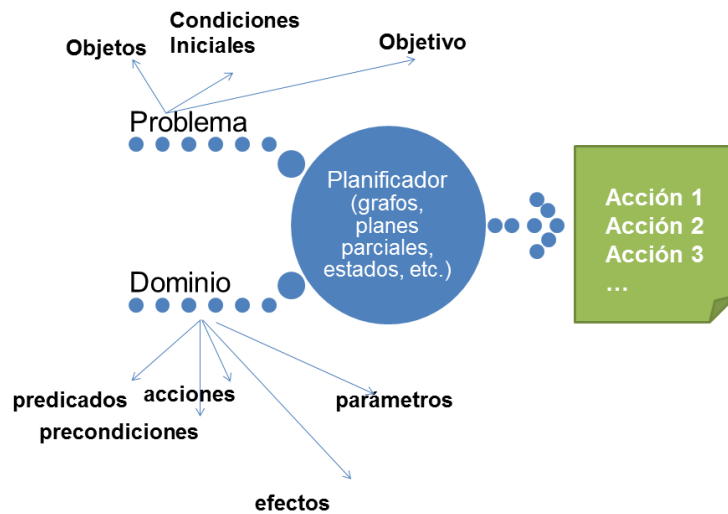 Condiciones
Iniciales
Objetos
Objetivo
Problema
Planificador
(grafos,
planes
parciales,
estados, etc.)
Acción 1
Acción 2
Acción 3
...
Dominio
predicados
acciones
parámetros
precondiciones
efectos